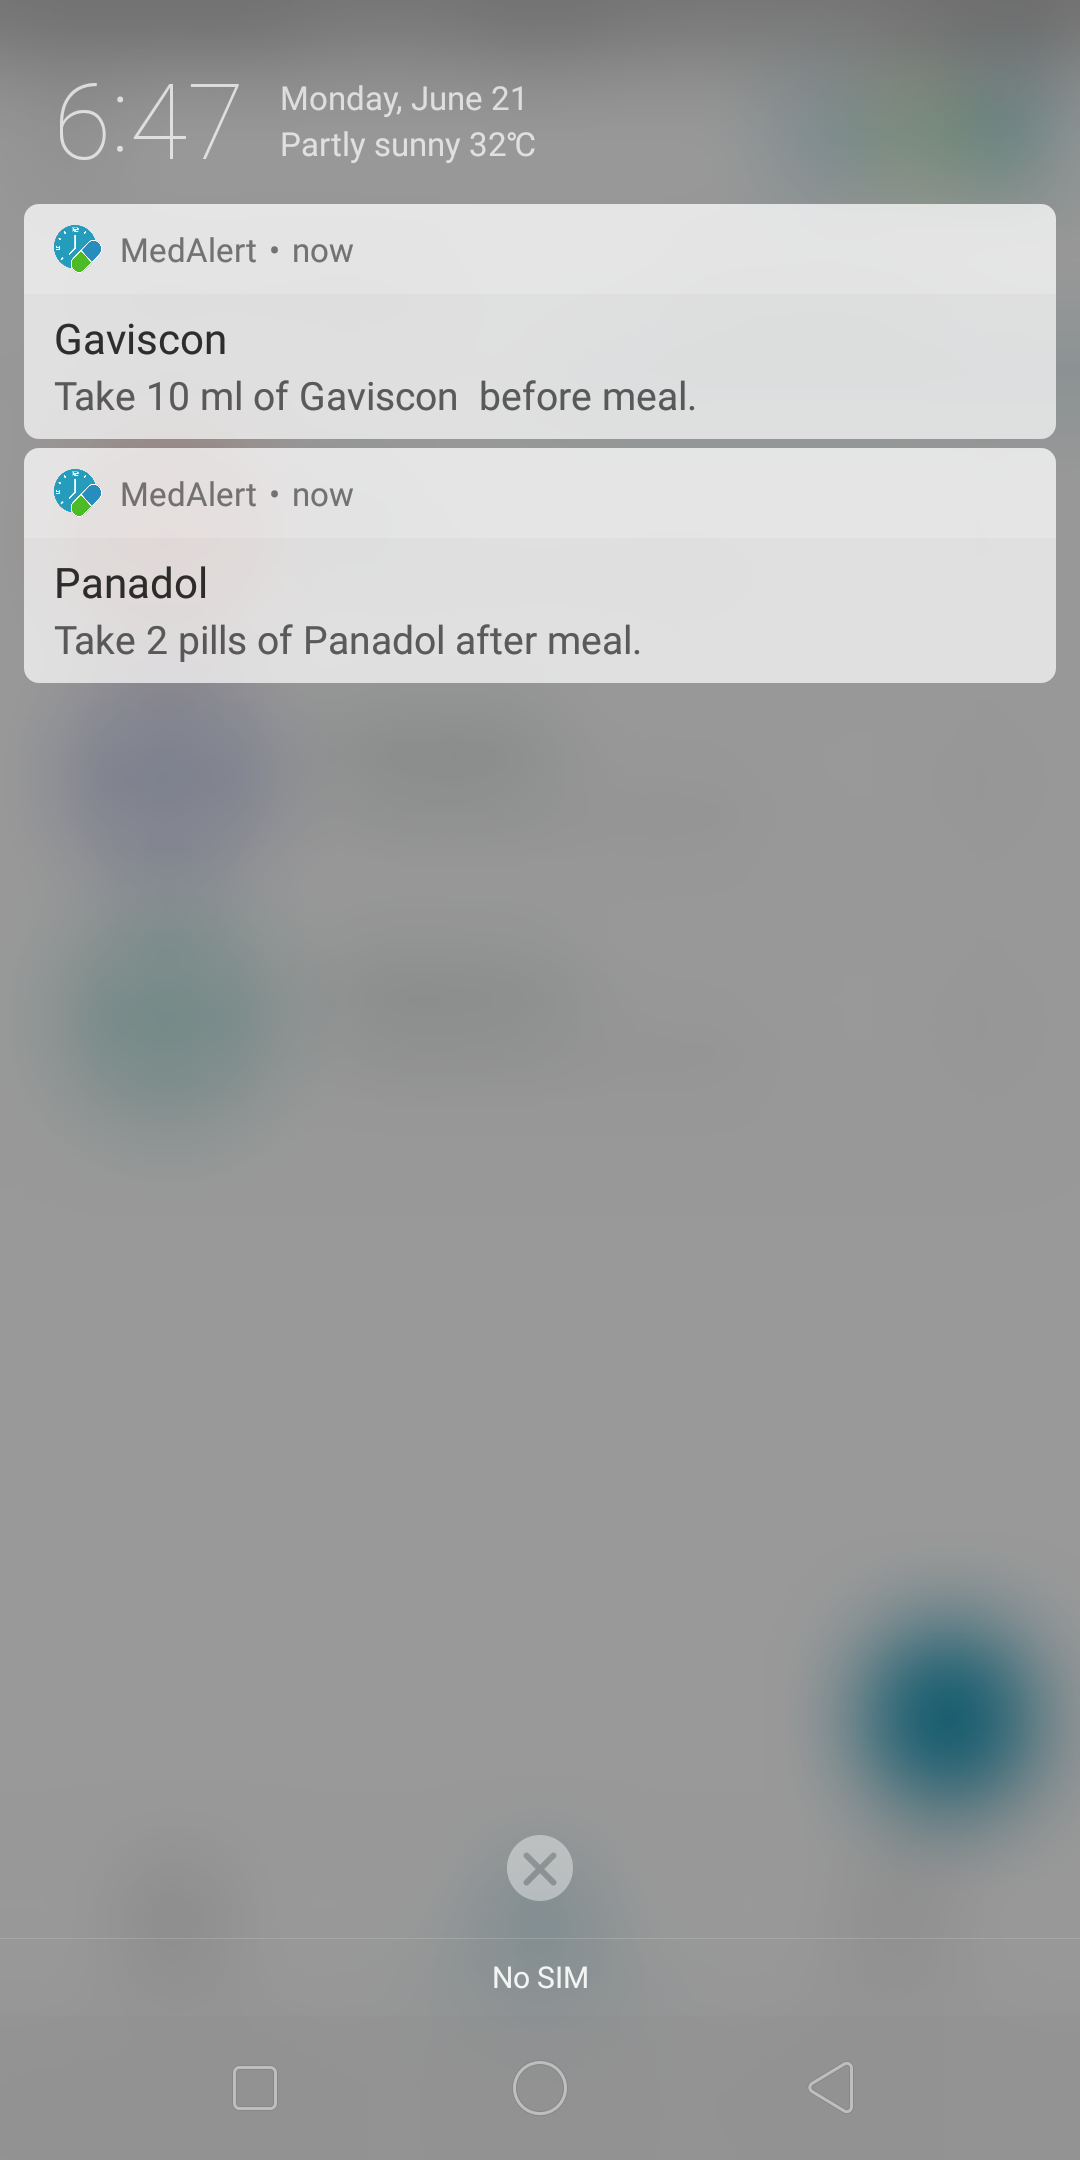 6:47
Monday, June 21
Partly sunny 32℃
MedAlert • now
Gaviscon
Take 10 ml of Gaviscon  before meal.
MedAlert • now
Panadol
Take 2 pills of Panadol after meal.
No SIM